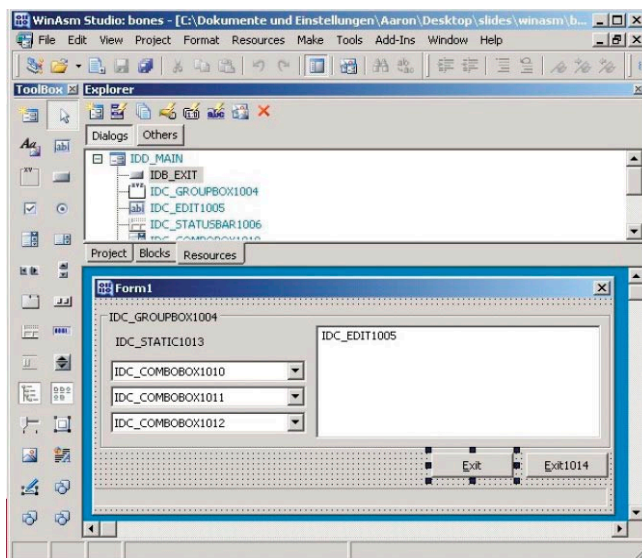 WinAsm Studio: bones - [C:\Dokumente und Einstellungen\Aaron\Desktop\slides\winasm\b...
File Edit View Project Format Resources Make Tools Add-Ins Window Help
ToolBox Explorer
Dialogs Others
IDD_MAIN
IDB_EXIT
IDC_GROUPBOX1004
IDC_EDIT1005
IDC_STATUSBAR1006
IDC_COMBOBOX1010
Project Blocks Resources
Form1
IDC_GROUPBOX1004
IDC_STATIC1013
IDC_EDIT1005
IDC_COMBOBOX1010
IDC_COMBOBOX1011
IDC_COMBOBOX1012
Exit Exit1014